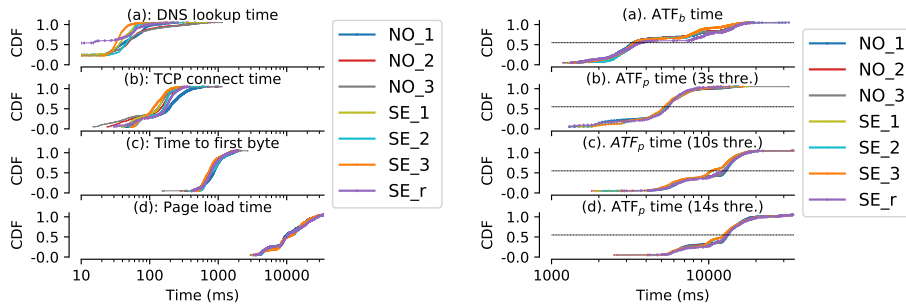 (a): DNS lookup time
CDF
1.0
0.5
-0.0
(b): TCP connect time
CDF
1.0
0.5
-0.0
(c): Time to first byte
CDF
1.0
0.5
-0.0
(d): Page load time
CDF
1.0
0.5
-0.0
10
100
1000
10000
Time (ms)
NO_1
NO_2
NO_3
SE_1
SE_2
SE_3
SE_r
(a). ATF_b time
CDF
1.0
0.5
-0.0
(b). ATF_p time (3s thre.)
CDF
1.0
0.5
-0.0
(c). ATF_p time (10s thre.)
CDF
1.0
0.5
-0.0
(d). ATF_p time (14s thre.)
CDF
1.0
0.5
-0.0
1000
10000
Time (ms)
NO_1
NO_2
NO_3
SE_1
SE_2
SE_3
SE_r